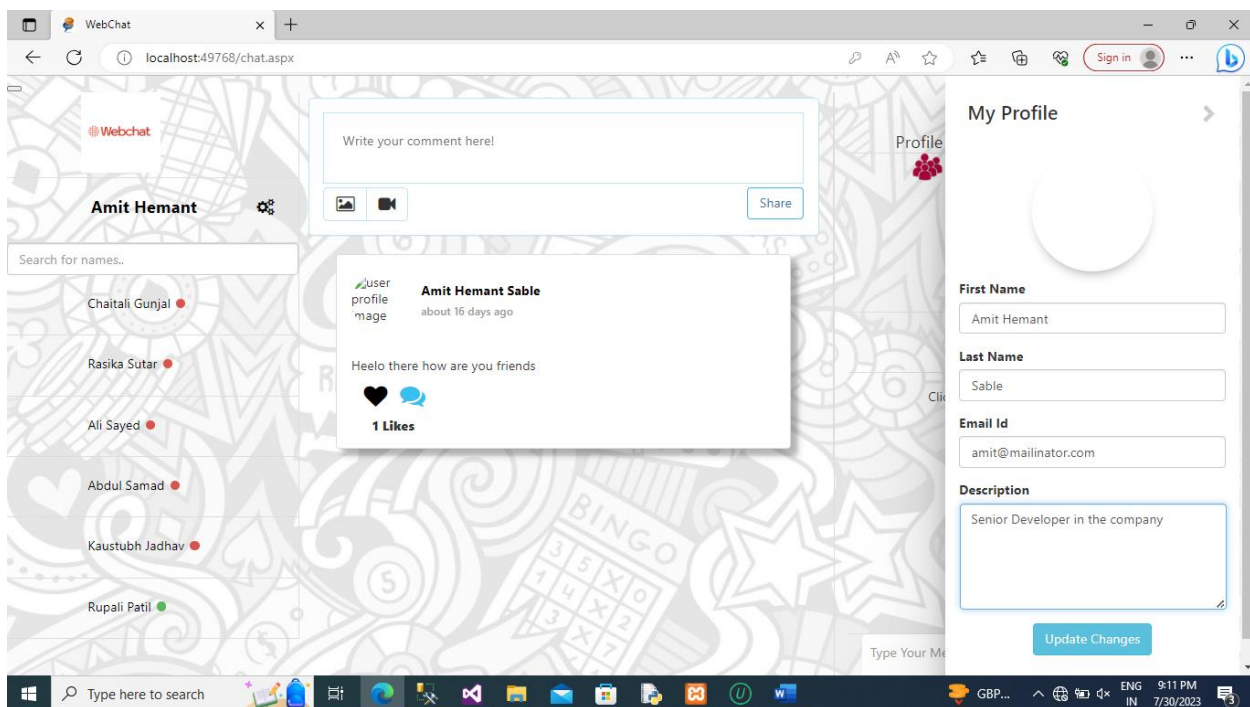 WebChat
localhost:49768/chat.aspx
Sign in
Webchat
Amit Hemant
Search for names..
Chaitali Gunjal
Rasika Sutar
Ali Sayed
Abdul Samad
Kaustubh Jadhav
Rupali Patil
Write your comment here!
Share
user
profile
image
Amit Hemant Sable
about 16 days ago
Heelo there how are you friends
1 Likes
BINGO
Profile
Clic
Type Your Me
My Profile
First Name
Amit Hemant
Last Name
Sable
Email Id
amit@mailinator.com
Description
Senior Developer in the company
Update Changes
Type here to search
GBP...
ENG
IN
9:11 PM
7/30/2023
3